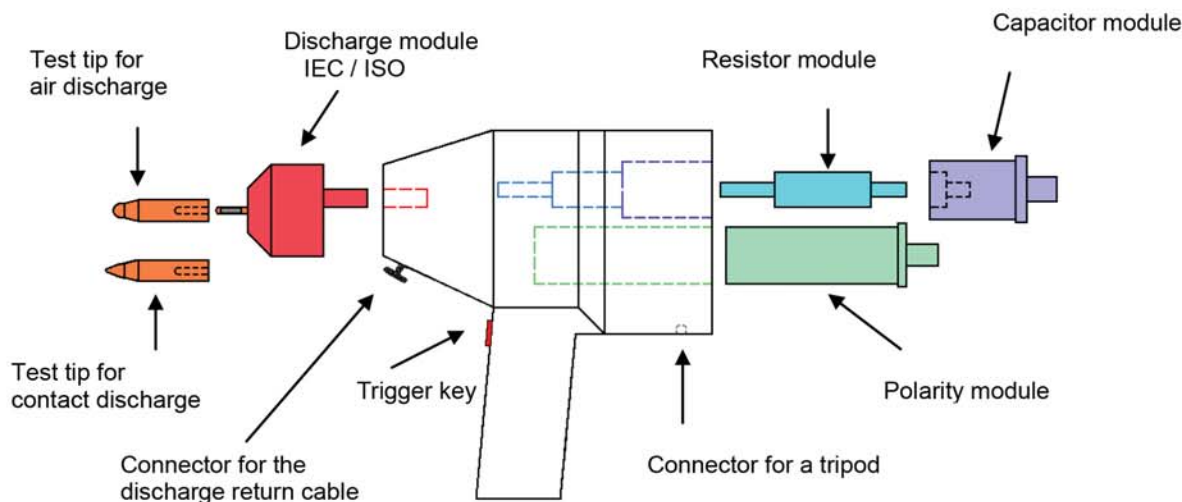 Capacitor module
Discharge module
IEC / ISO
Test tip for
air discharge
Resistor module
Test tip for
contact discharge
Trigger key
Polarity module
Connector for the
discharge return cable
Connector for a tripod